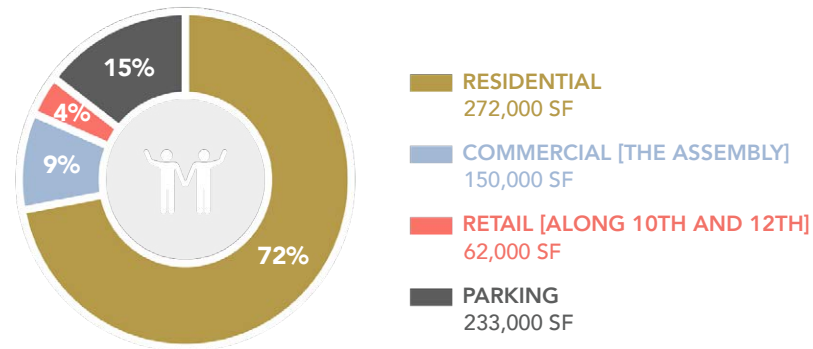 15%
4%
9%
72%
RESIDENTIAL
272,000 SF
COMMERCIAL [THE ASSEMBLY]
150,000 SF
RETAIL [ALONG 10TH AND 12TH]
62,000 SF
PARKING
233,000 SF